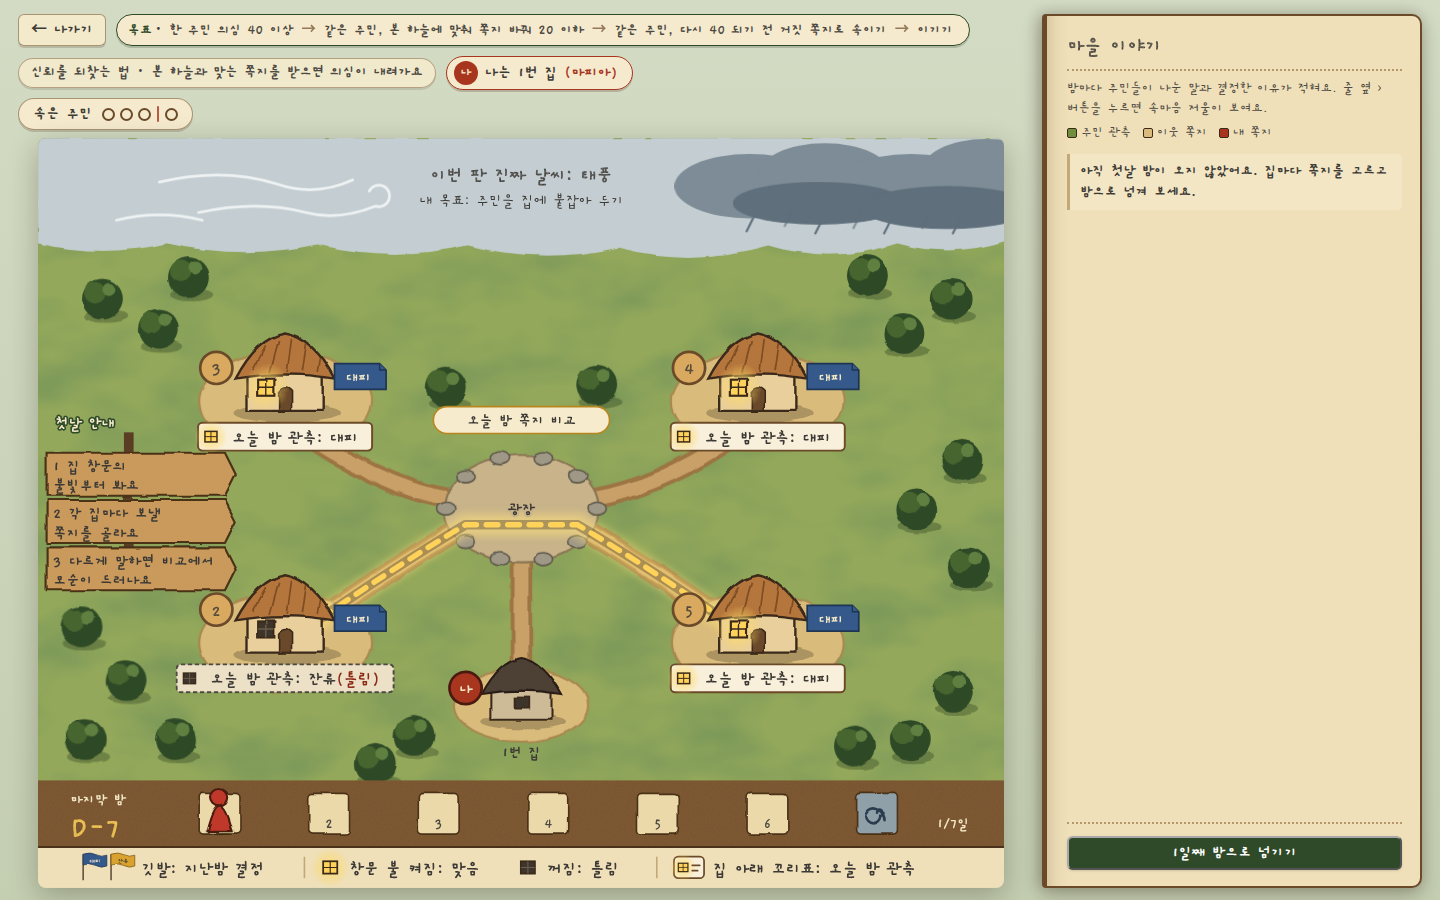 ← 나가기
목표 · 한 주민 의심 40 이상 → 같은 주민, 본 하늘에 맞춰 쪽지 바꿔 20 이하 → 같은 주민, 다시 40 되기 전 거짓 쪽지로 속이기 → 이기기
신뢰를 되찾는 법 · 본 하늘과 맞는 쪽지를 받으면 의심이 내려가요
나 나는 1번 집 (마피아)
속은 주민
이번 판 진짜 날씨: 태풍
내 목표: 주민을 집에 붙잡아 두기
3
대피
4
대피
오늘 밤 쪽지 비교
오늘 밤 관측: 대피
오늘 밤 관측: 대피
첫날 안내
1 집 창문의
불빛부터 봐요
2 각 집마다 보낼
쪽지를 골라요
3 다르게 말하면 비교에서
모순이 드러나요
광장
2
대피
5
대피
오늘 밤 관측: 잔류(틀림)
오늘 밤 관측: 대피
나
1번 집
마지막 밤
D-7
2
3
4
5
6
1/7일
대피
잔류
깃발: 지난밤 결정
창문 불 켜짐: 맞음
꺼짐: 틀림
집 아래 꼬리표: 오늘 밤 관측
마을 이야기
밤마다 주민들이 나눈 말과 결정한 이유가 적혀요. 줄 옆 ›
버튼을 누르면 속마음 저울이 보여요.
주민 관측
이웃 쪽지
내 쪽지
아직 첫날 밤이 오지 않았어요. 집마다 쪽지를 고르고
밤으로 넘겨 보세요.
1일째 밤으로 넘기기